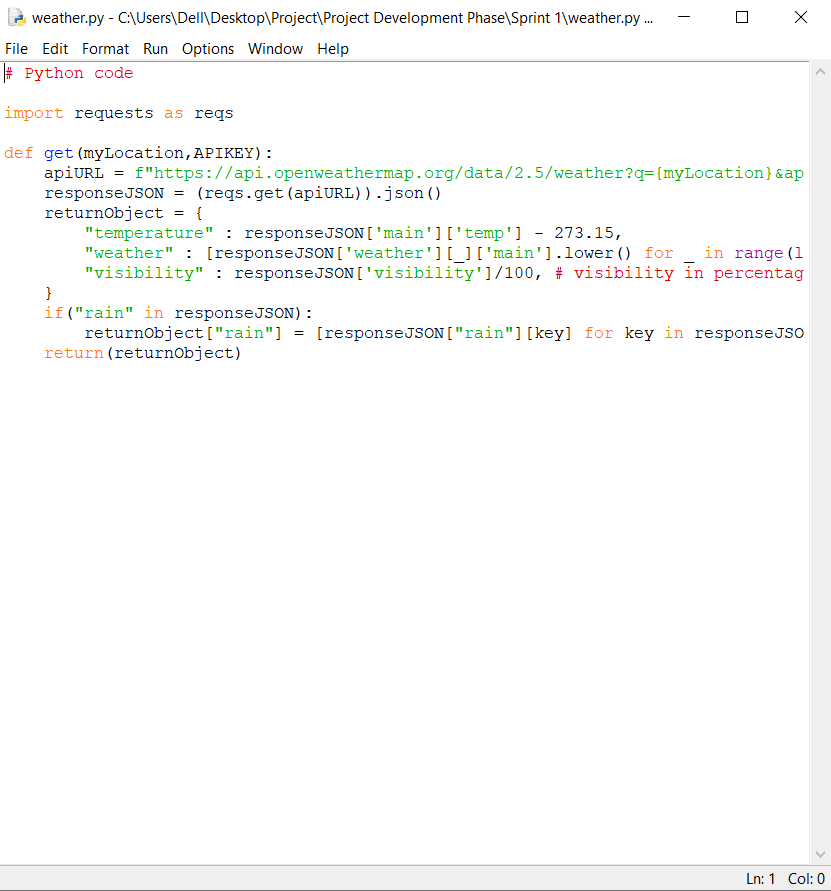 weather.py - C:\Users\Dell\Desktop\Project\Project Development Phase\Sprint 1\weather.py ...
File Edit Format Run Options Window Help
# Python code
import requests as reqs
def get(myLocation,APIKEY):
    apiURL = f"https://api.openweathermap.org/data/2.5/weather?q={myLocation}&ap
    responseJSON = (reqs.get(apiURL)).json()
    returnObject = {
        "temperature" : responseJSON['main']['temp'] - 273.15,
        "weather" : [responseJSON['weather'][_]['main'].lower() for _ in range(l
        "visibility" : responseJSON['visibility']/100, # visibility in percentag
    }
    if("rain" in responseJSON):
        returnObject["rain"] = [responseJSON["rain"][key] for key in responseJSO
    return(returnObject)
Ln: 1 Col: 0